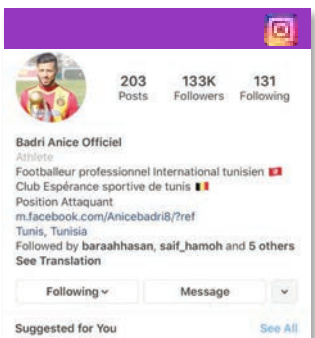 203 133K 131
Posts Followers Following
Badri Anice Officiel
Athlete
Footballeur professionnel International tunisien 🇹🇳
Club Espérance sportive de tunis
Position Attaquant
m.facebook.com/Anicebadri8/?ref
Tunis, Tunisia
Followed by baraahhasan, saif_hamoh and 5 others
See Translation
Following Message
Suggested for You See All